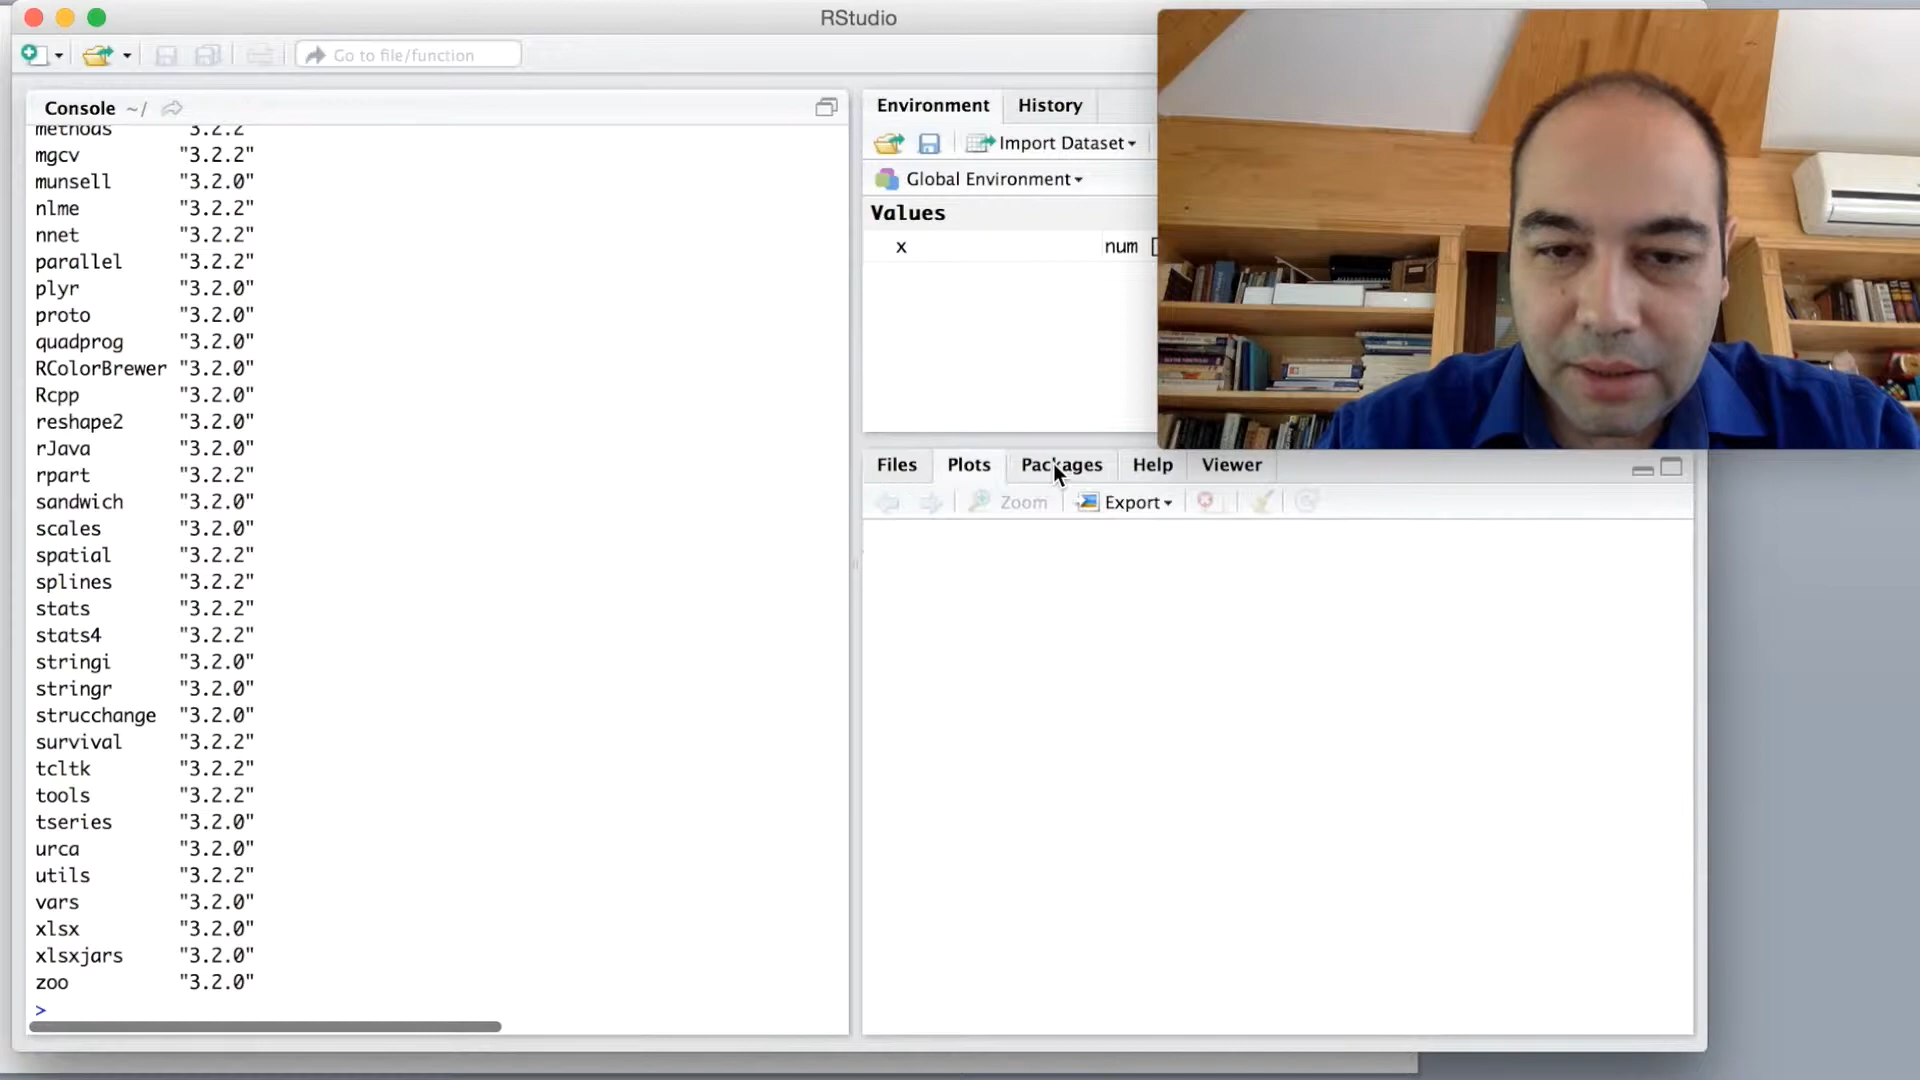 RStudio
Go to file/function
Console ~/
methods "3.2.2"
mgcv "3.2.2"
munsell "3.2.0"
nlme "3.2.2"
nnet "3.2.2"
parallel "3.2.2"
plyr "3.2.0"
proto "3.2.0"
quadprog "3.2.0"
RColorBrewer "3.2.0"
Rcpp "3.2.0"
reshape2 "3.2.0"
rJava "3.2.0"
rpart "3.2.2"
sandwich "3.2.0"
scales "3.2.0"
spatial "3.2.2"
splines "3.2.2"
stats "3.2.2"
stats4 "3.2.2"
stringi "3.2.0"
stringr "3.2.0"
strucchange "3.2.0"
survival "3.2.2"
tcltk "3.2.2"
tools "3.2.2"
tseries "3.2.0"
urca "3.2.0"
utils "3.2.2"
vars "3.2.0"
xlsx "3.2.0"
xlsxjars "3.2.0"
zoo "3.2.0"
>
Environment History
Import Dataset
Global Environment
Values
x num [
Files Plots Packages Help Viewer
Zoom Export